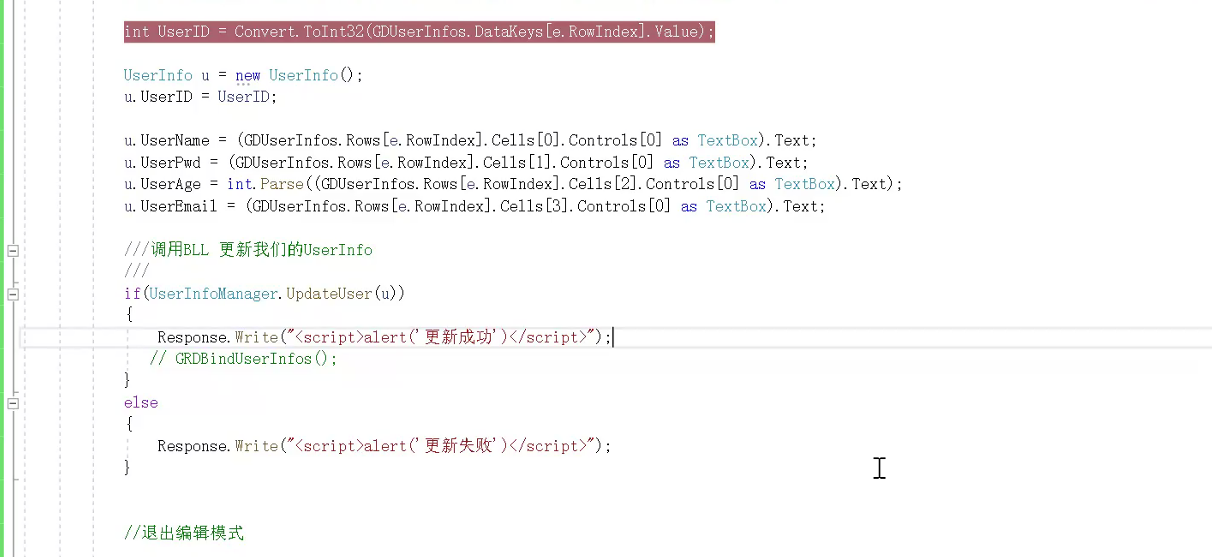 int UserID = Convert.ToInt32(GDUserInfos.DataKeys[e.RowIndex].Value);
UserInfo u = new UserInfo();
u.UserID = UserID;
u.UserName = (GDUserInfos.Rows[e.RowIndex].Cells[0].Controls[0] as TextBox).Text;
u.UserPwd = (GDUserInfos.Rows[e.RowIndex].Cells[1].Controls[0] as TextBox).Text;
u.UserAge = int.Parse((GDUserInfos.Rows[e.RowIndex].Cells[2].Controls[0] as TextBox).Text);
u.UserEmail = (GDUserInfos.Rows[e.RowIndex].Cells[3].Controls[0] as TextBox).Text;
///调用BLL 更新我们的UserInfo
///
if(UserInfoManager.UpdateUser(u))
{
Response.Write("<script>alert('更新成功')</script>");
// GRDBindUserInfos();
}
else
{
Response.Write("<script>alert('更新失败')</script>");
}
//退出编辑模式